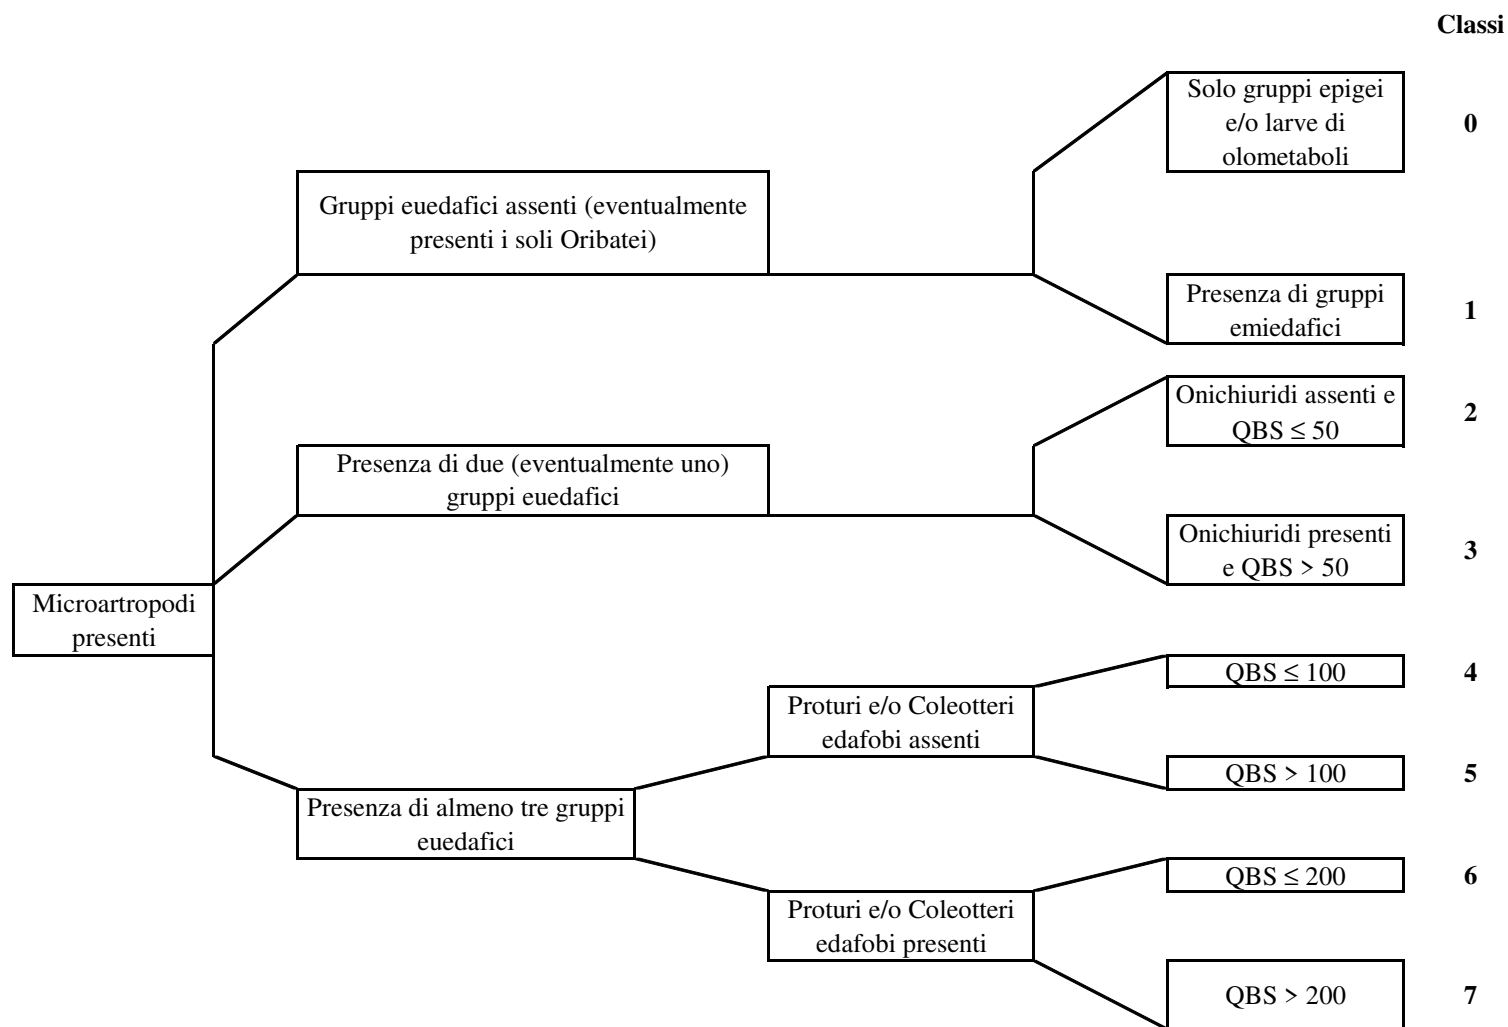 Classi
Solo gruppi epigei
e/o larve di
olometaboli
0
Gruppi euedafici assenti (eventualmente
presenti i soli Oribatei)
Presenza di gruppi
emiedafici
1
Onichiuridi assenti e
QBS ≤ 50
2
Presenza di due (eventualmente uno)
gruppi euedafici
Onichiuridi presenti
e QBS > 50
3
Microartropodi
presenti
QBS ≤ 100
4
Proturi e/o Coleotteri
edafobi assenti
QBS > 100
5
Presenza di almeno tre gruppi
euedafici
QBS ≤ 200
6
Proturi e/o Coleotteri
edafobi presenti
QBS > 200
7